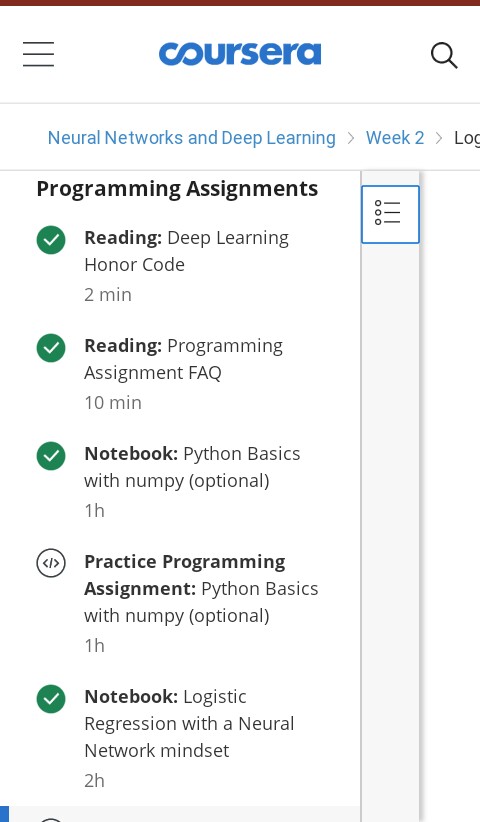 coursera
Neural Networks and Deep Learning > Week 2 > Log
Programming Assignments
Reading: Deep Learning
Honor Code
2 min
Reading: Programming
Assignment FAQ
10 min
Notebook: Python Basics
with numpy (optional)
1h
</> Practice Programming
Assignment: Python Basics
with numpy (optional)
1h
Notebook: Logistic
Regression with a Neural
Network mindset
2h